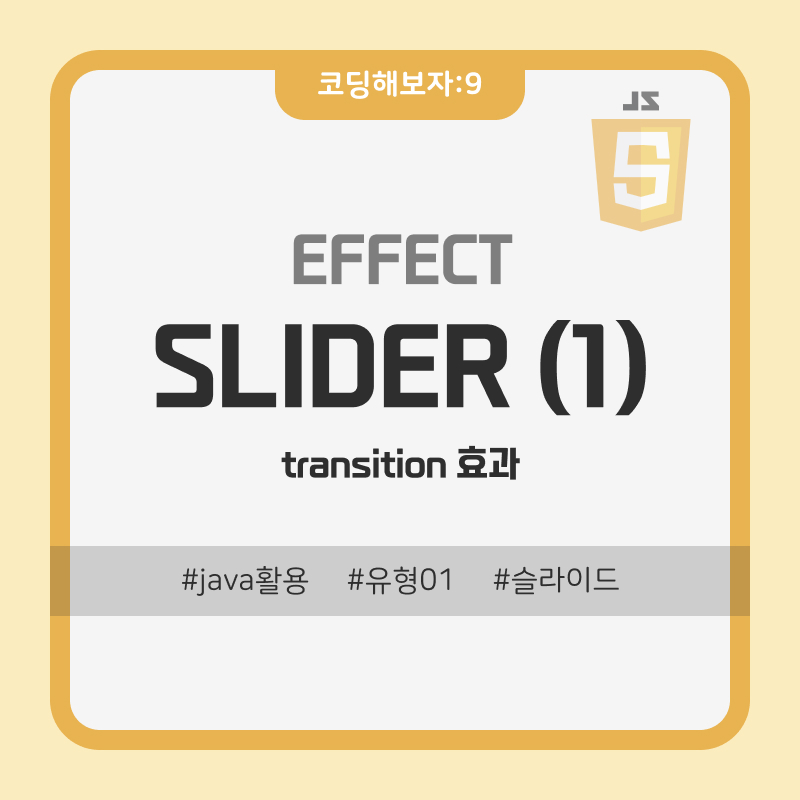 코딩해보자:9
JS
EFFECT
SLIDER (1)
transition 효과
#java활용 #유형01 #슬라이드